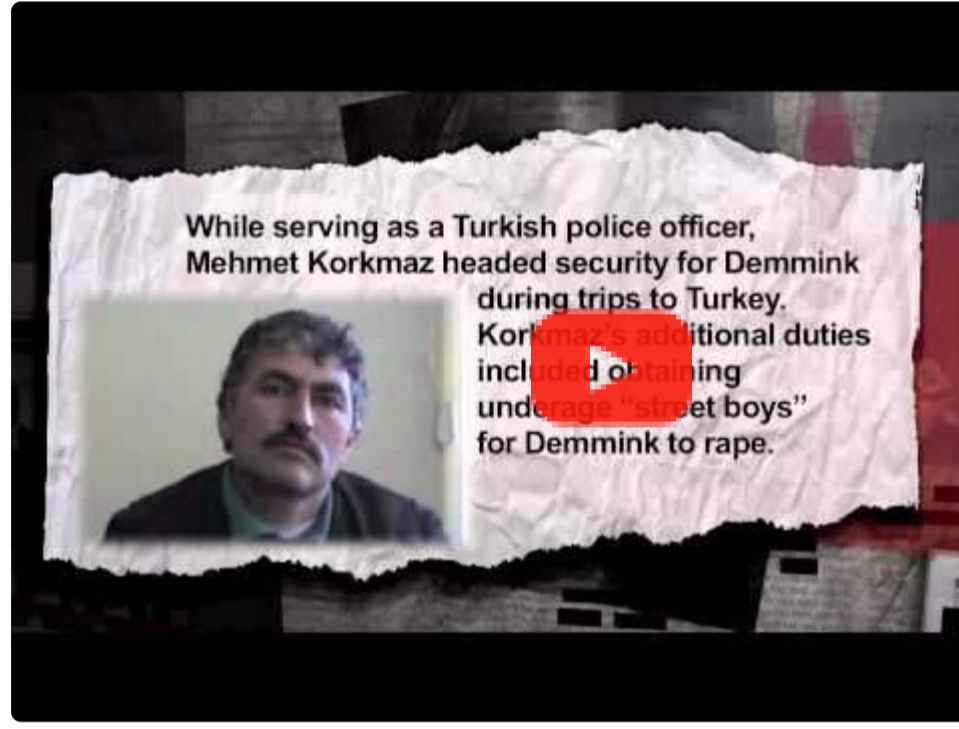 While serving as a Turkish police officer,
Mehmet Korkmaz headed security for Demmink
during trips to Turkey.
Korkmaz's additional duties
included obtaining
underage “street boys”
for Demmink to rape.